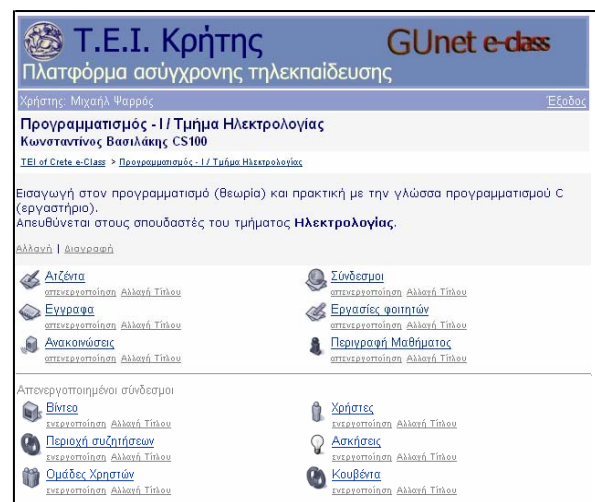 Τ.Ε.Ι. Κρήτης
GUnet e-class
Πλατφόρμα ασύγχρονης τηλεκπαίδευσης
Χρήστης: Μιχαήλ Ψαρρός Έξοδος
Προγραμματισμός - Ι / Τμήμα Ηλεκτρολογίας
Κωνσταντίνος Βασιλάκης CS100
TEI of Crete e-Class > Προγραμματισμός - Ι / Τμήμα Ηλεκτρολογίας
Εισαγωγή στον προγραμματισμό (θεωρία) και πρακτική με την γλώσσα προγραμματισμού C
(εργαστήριο).
Απευθύνεται στους σπουδαστές του τμήματος Ηλεκτρολογίας.
Αλλαγή | Διαγραφή
Ατζέντα Σύνδεσμοι
απενεργοποίηση Αλλαγή Τίτλου απενεργοποίηση Αλλαγή Τίτλου
Εγγραφα Εργασίες φοιτητών
απενεργοποίηση Αλλαγή Τίτλου απενεργοποίηση Αλλαγή Τίτλου
Ανακοινώσεις Περιγραφή Μαθήματος
απενεργοποίηση Αλλαγή Τίτλου απενεργοποίηση Αλλαγή Τίτλου
Απενεργοποιημένοι σύνδεσμοι
Βίντεο Χρήστες
ενεργοποίηση Αλλαγή Τίτλου ενεργοποίηση Αλλαγή Τίτλου
Περιοχή συζητήσεων Ασκήσεις
ενεργοποίηση Αλλαγή Τίτλου ενεργοποίηση Αλλαγή Τίτλου
Ομάδες Χρηστών Κουβέντα
ενεργοποίηση Αλλαγή Τίτλου ενεργοποίηση Αλλαγή Τίτλου